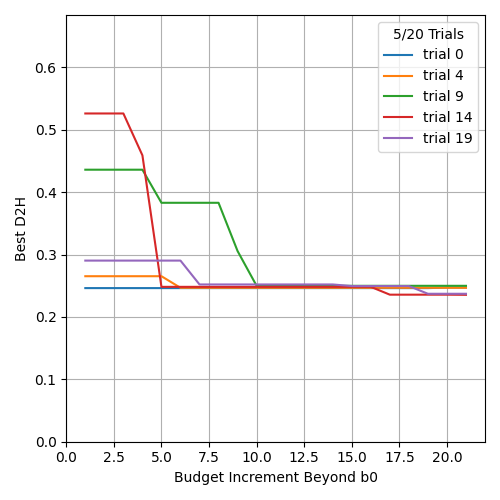 5/20 Trials
trial 0
trial 4
trial 9
trial 14
trial 19
Best D2H
0.6
0.5
0.4
0.3
0.2
0.1
0.0
0.0 2.5 5.0 7.5 10.0 12.5 15.0 17.5 20.0
Budget Increment Beyond b0